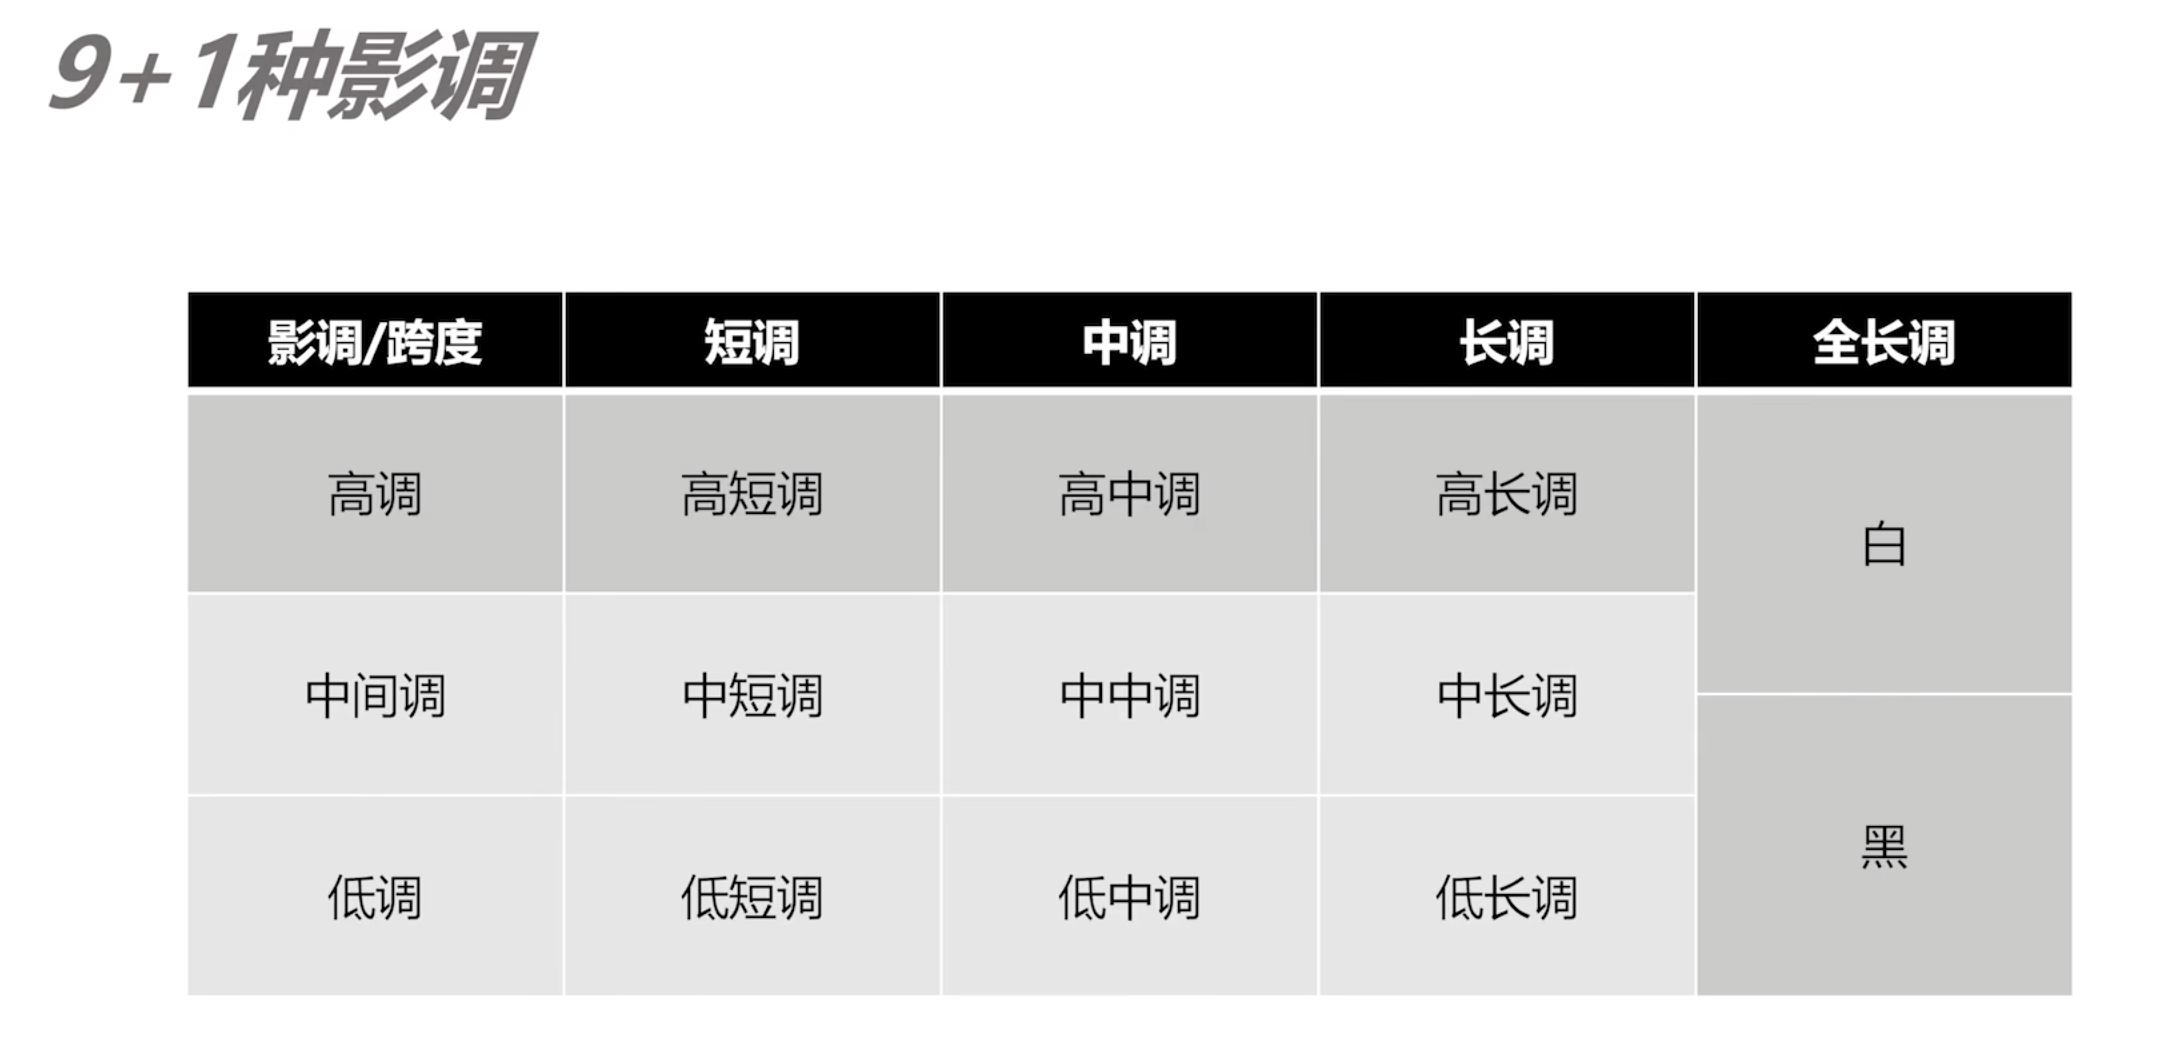 9+1种影调
影调/跨度 短调 中调 长调 全长调
高调 高短调 高中调 高长调
白
中间调 中短调 中中调 中长调
黑
低调 低短调 低中调 低长调